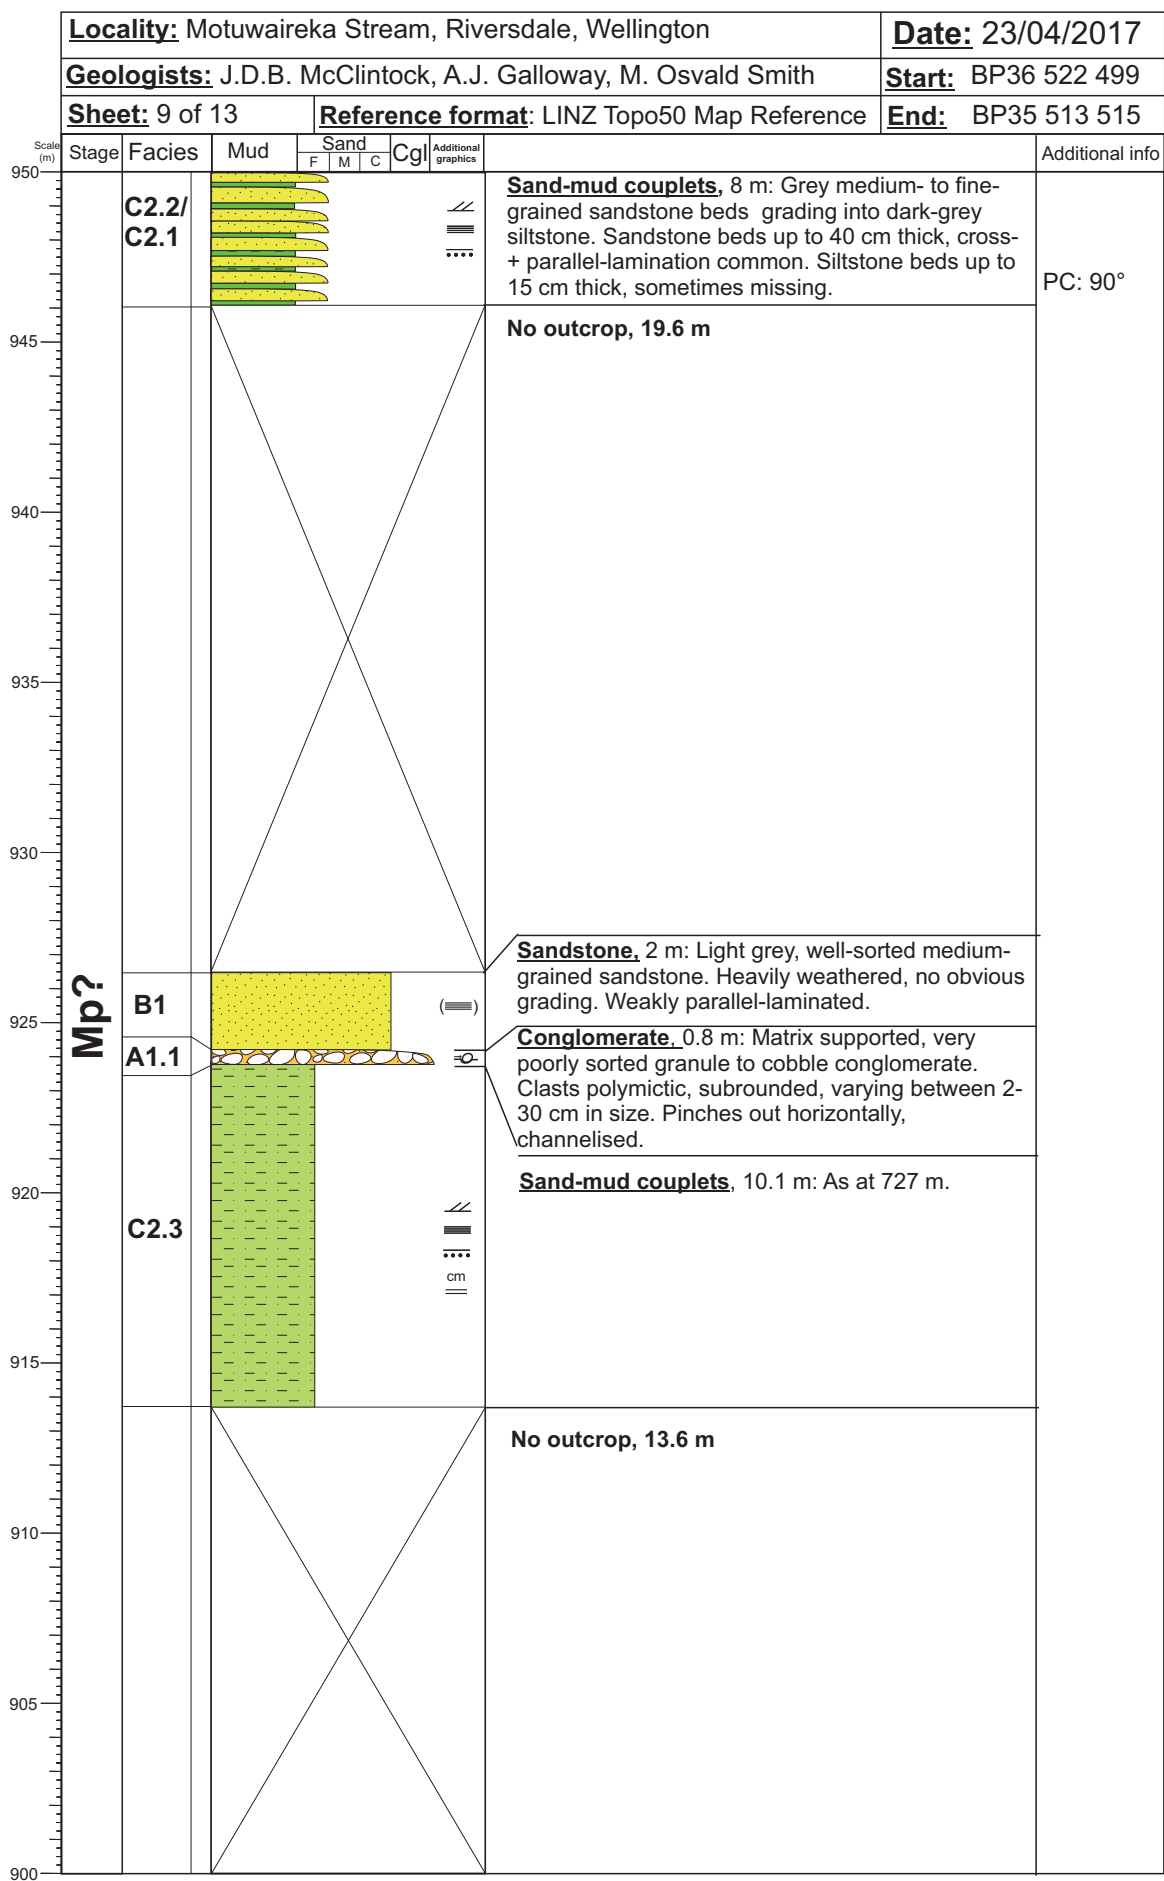 Locality: Motuwaireka Stream, Riversdale, Wellington
Date: 23/04/2017
Geologists: J.D.B. McClintock, A.J. Galloway, M. Osvald Smith
Start: BP36 522 499
Sheet: 9 of 13
Reference format: LINZ Topo50 Map Reference
End: BP35 513 515
Scale
(m)
Stage
Facies
Mud
Sand
F M C
Cgl
Additional
graphics
Additional info
950
C2.2/
C2.1
Sand-mud couplets, 8 m: Grey medium- to fine-
grained sandstone beds grading into dark-grey
siltstone. Sandstone beds up to 40 cm thick, cross-
+ parallel-lamination common. Siltstone beds up to
15 cm thick, sometimes missing.
PC: 90°
No outcrop, 19.6 m
945
940
935
930
Sandstone, 2 m: Light grey, well-sorted medium-
grained sandstone. Heavily weathered, no obvious
grading. Weakly parallel-laminated.
Mp?
B1
( )
925
A1.1
Conglomerate, 0.8 m: Matrix supported, very
poorly sorted granule to cobble conglomerate.
Clasts polymictic, subrounded, varying between 2-
30 cm in size. Pinches out horizontally,
channelised.
920
Sand-mud couplets, 10.1 m: As at 727 m.
C2.3
cm
915
No outcrop, 13.6 m
910
905
900